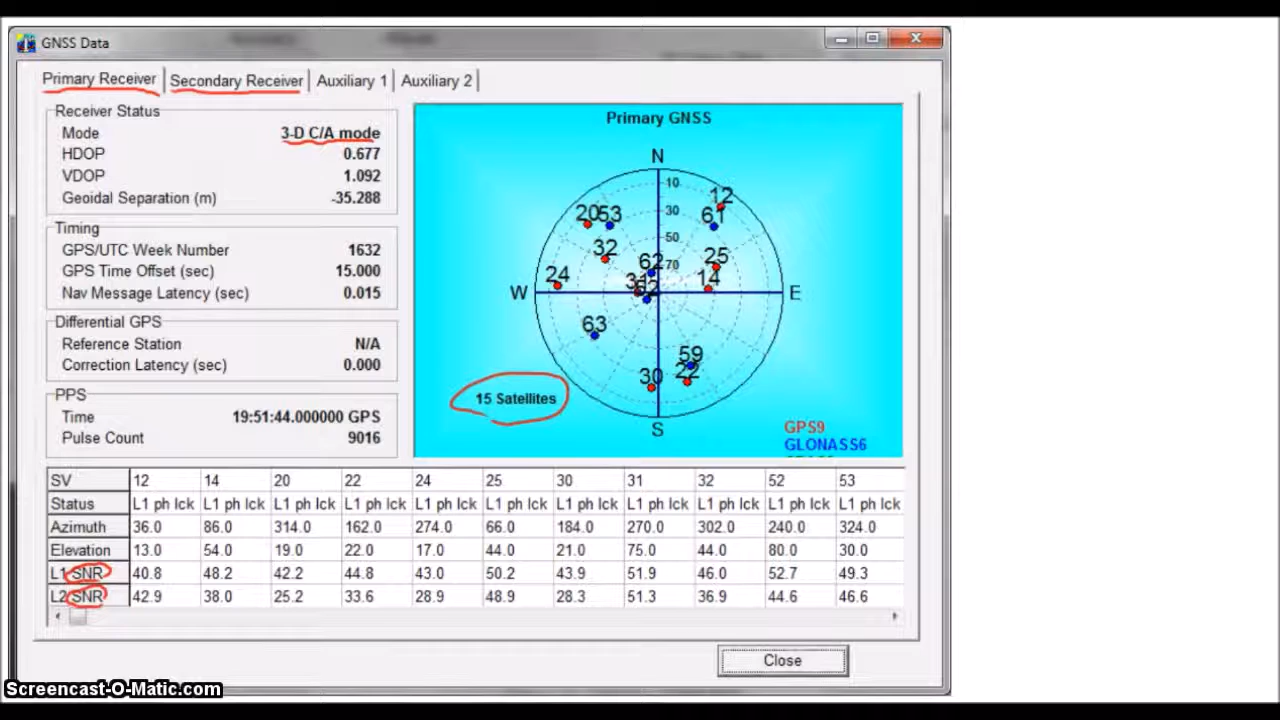 GNSS Data
Primary Receiver Secondary Receiver Auxiliary 1 Auxiliary 2
Receiver Status
Mode 3-D C/A mode
HDOP 0.677
VDOP 1.092
Geoidal Separation (m) -35.288
Timing
GPS/UTC Week Number 1632
GPS Time Offset (sec) 15.000
Nav Message Latency (sec) 0.015
Differential GPS
Reference Station N/A
Correction Latency (sec) 0.000
PPS
Time 19:51:44.000000 GPS
Pulse Count 9016
Primary GNSS
N
10
12
20 53 30 61
50
32 62 70 25
24 31 52 14
W E
63
59
30 22
15 Satellites
S
GPS9
GLONASS6
SV 12 14 20 22 24 25 30 31 32 52 53
Status L1 ph lck L1 ph lck L1 ph lck L1 ph lck L1 ph lck L1 ph lck L1 ph lck L1 ph lck L1 ph lck L1 ph lck L1 ph lck
Azimuth 36.0 86.0 314.0 162.0 274.0 66.0 184.0 270.0 302.0 240.0 324.0
Elevation 13.0 54.0 19.0 22.0 17.0 44.0 21.0 75.0 44.0 80.0 30.0
L1 SNR 40.8 48.2 42.2 44.8 43.0 50.2 43.9 51.9 46.0 52.7 49.3
L2 SNR 42.9 38.0 25.2 33.6 28.9 48.9 28.3 51.3 36.9 44.6 46.6
Close
Screencast-O-Matic.com